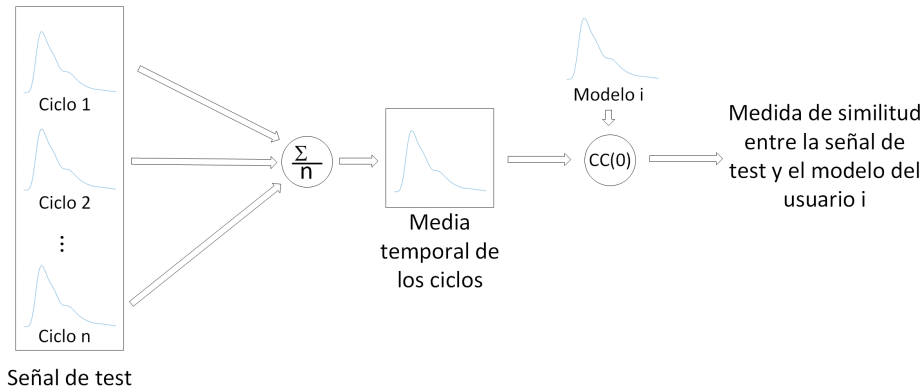 Ciclo 1
Ciclo 2
⋮
Ciclo n
Señal de test
Σ
n
Media
temporal de
los ciclos
Modelo i
CC(0)
Medida de similitud
entre la señal de
test y el modelo del
usuario i